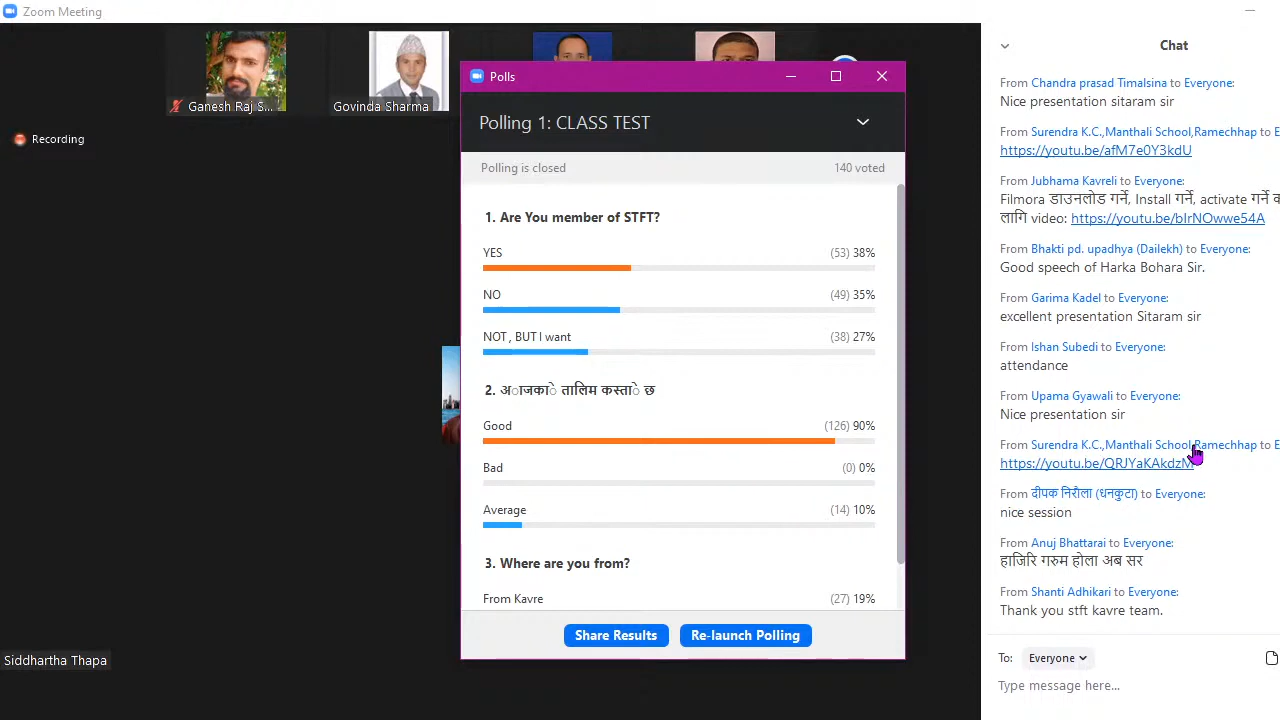 Zoom Meeting
Ganesh Raj S...
Govinda Sharma
Recording
Siddhartha Thapa
Polls
Polling 1: CLASS TEST
Polling is closed
140 voted
1. Are You member of STFT?
YES
(53) 38%
NO
(49) 35%
NOT , BUT I want
(38) 27%
2. अाजकाे तालिम कस्ताे छ
Good
(126) 90%
Bad
(0) 0%
Average
(14) 10%
3. Where are you from?
From Kavre
(27) 19%
Share Results
Re-launch Polling
Chat
From Chandra prasad Timalsina to Everyone:
Nice presentation sitaram sir
From Surendra K.C.,Manthali School,Ramechhap to E
https://youtu.be/afM7e0Y3kdU
From Jubhama Kavreli to Everyone:
Filmora डाउनलोड गर्ने, Install गर्ने, activate गर्ने क
लागि video: https://youtu.be/bIrNOwwe54A
From Bhakti pd. upadhya (Dailekh) to Everyone:
Good speech of Harka Bohara Sir.
From Garima Kadel to Everyone:
excellent presentation Sitaram sir
From Ishan Subedi to Everyone:
attendance
From Upama Gyawali to Everyone:
Nice presentation sir
From Surendra K.C.,Manthali School,Ramechhap to E
https://youtu.be/QRJYaKAkdzM
From दीपक निरौला (धनकुटा) to Everyone:
nice session
From Anuj Bhattarai to Everyone:
हाजिरि गरुम होला अब सर
From Shanti Adhikari to Everyone:
Thank you stft kavre team.
To: Everyone
Type message here...